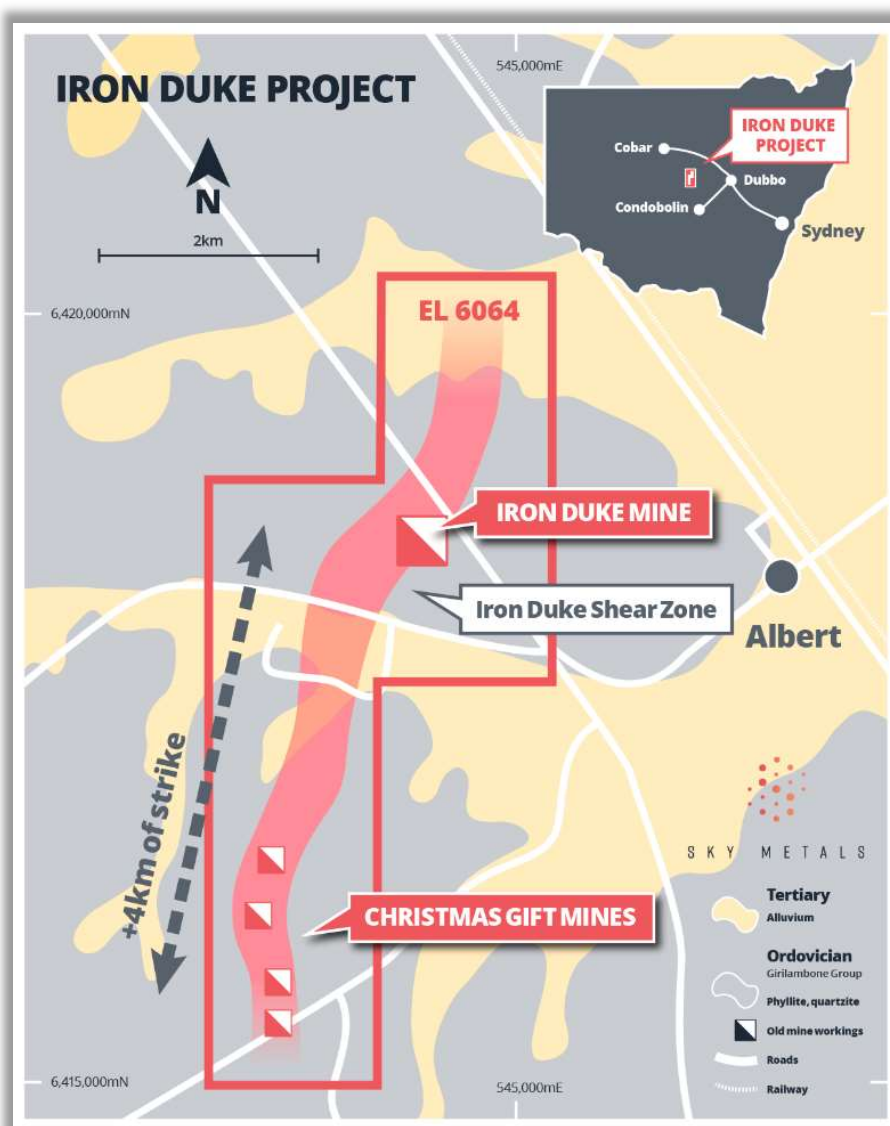 IRON DUKE PROJECT
N
2km
545,000mE
IRON DUKE
PROJECT
Cobar
Dubbo
Condobolin
Sydney
6,420,000mN
EL 6064
IRON DUKE MINE
Iron Duke Shear Zone
Albert
+4km of strike
CHRISTMAS GIFT MINES
SKY METALS
Tertiary
Alluvium
Ordovician
Girilambone Group
Phyllite, quartzite
Old mine workings
Roads
Railway
6,415,000mN
545,000mE